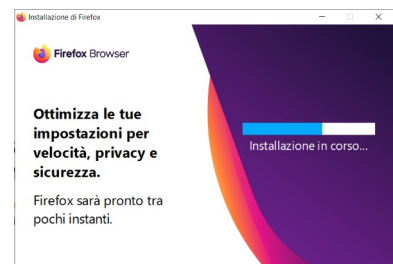 Installazione di Firefox
Firefox Browser
Ottimizza le tue
impostazioni per
velocità, privacy e
sicurezza.
Installazione in corso...
Firefox sarà pronto tra
pochi instanti.